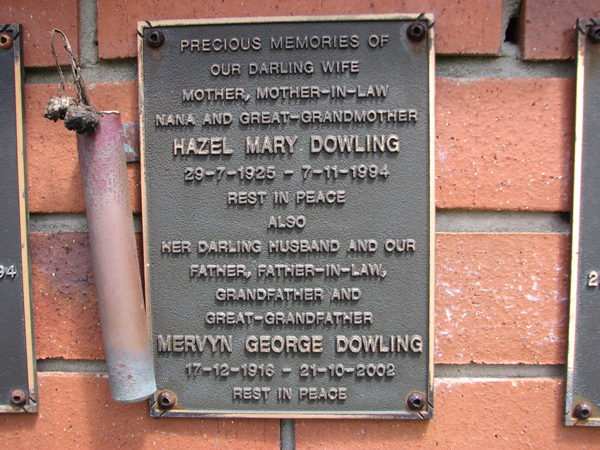 PRECIOUS MEMORIES OF
OUR DARLING WIFE
MOTHER, MOTHER-IN-LAW
NANA AND GREAT-GRANDMOTHER
HAZEL MARY DOWLING
29-7-1925 - 7-11-1994
REST IN PEACE
ALSO
HER DARLING HUSBAND AND OUR
FATHER, FATHER-IN-LAW,
GRANDFATHER AND
GREAT-GRANDFATHER
MERVYN GEORGE DOWLING
17-12-1916 - 21-10-2002
REST IN PEACE
94
2